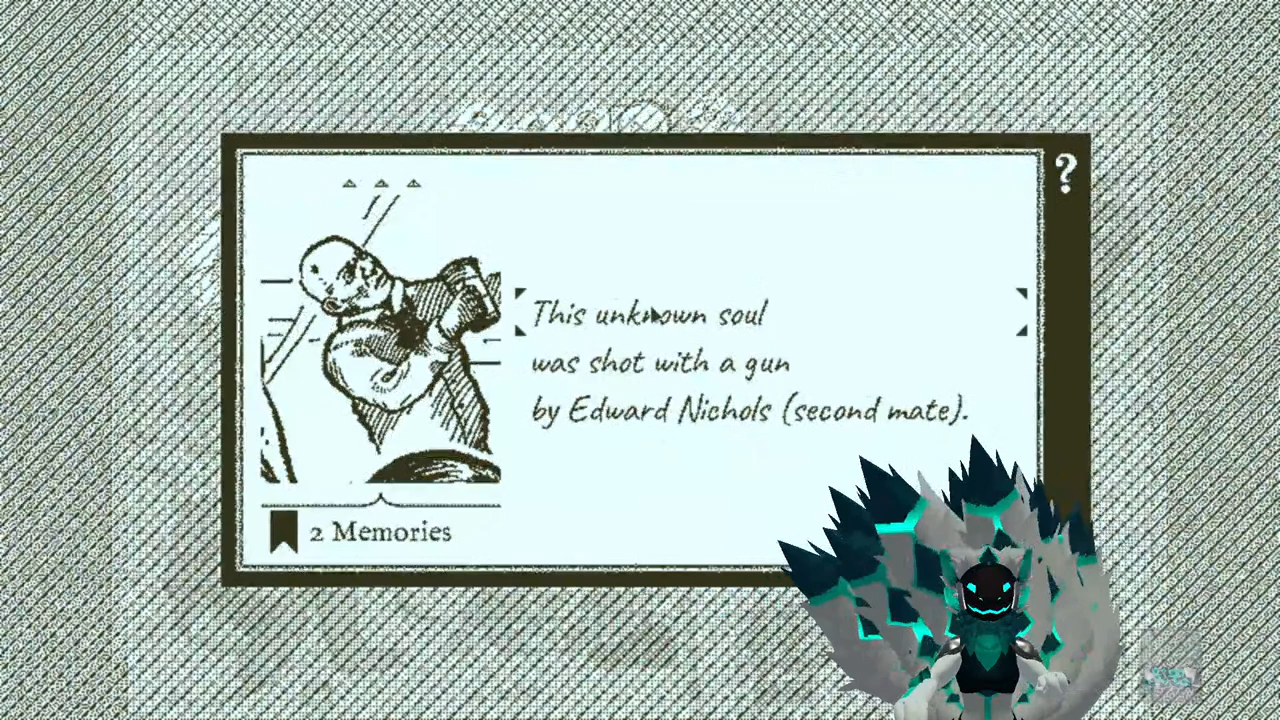 ?
This unknown soul
was shot with a gun
by Edward Nichols (second mate).
2 Memories